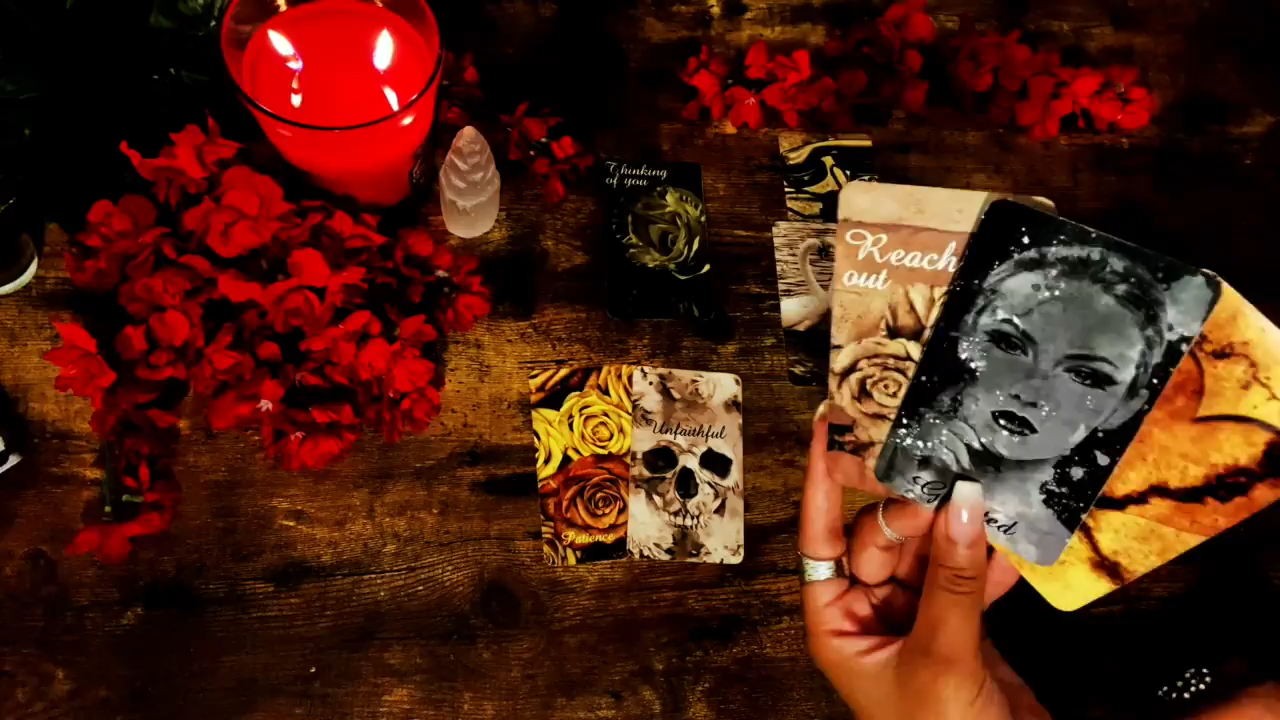 Thinking
of you
Reach
out
Unfaithful
Patience